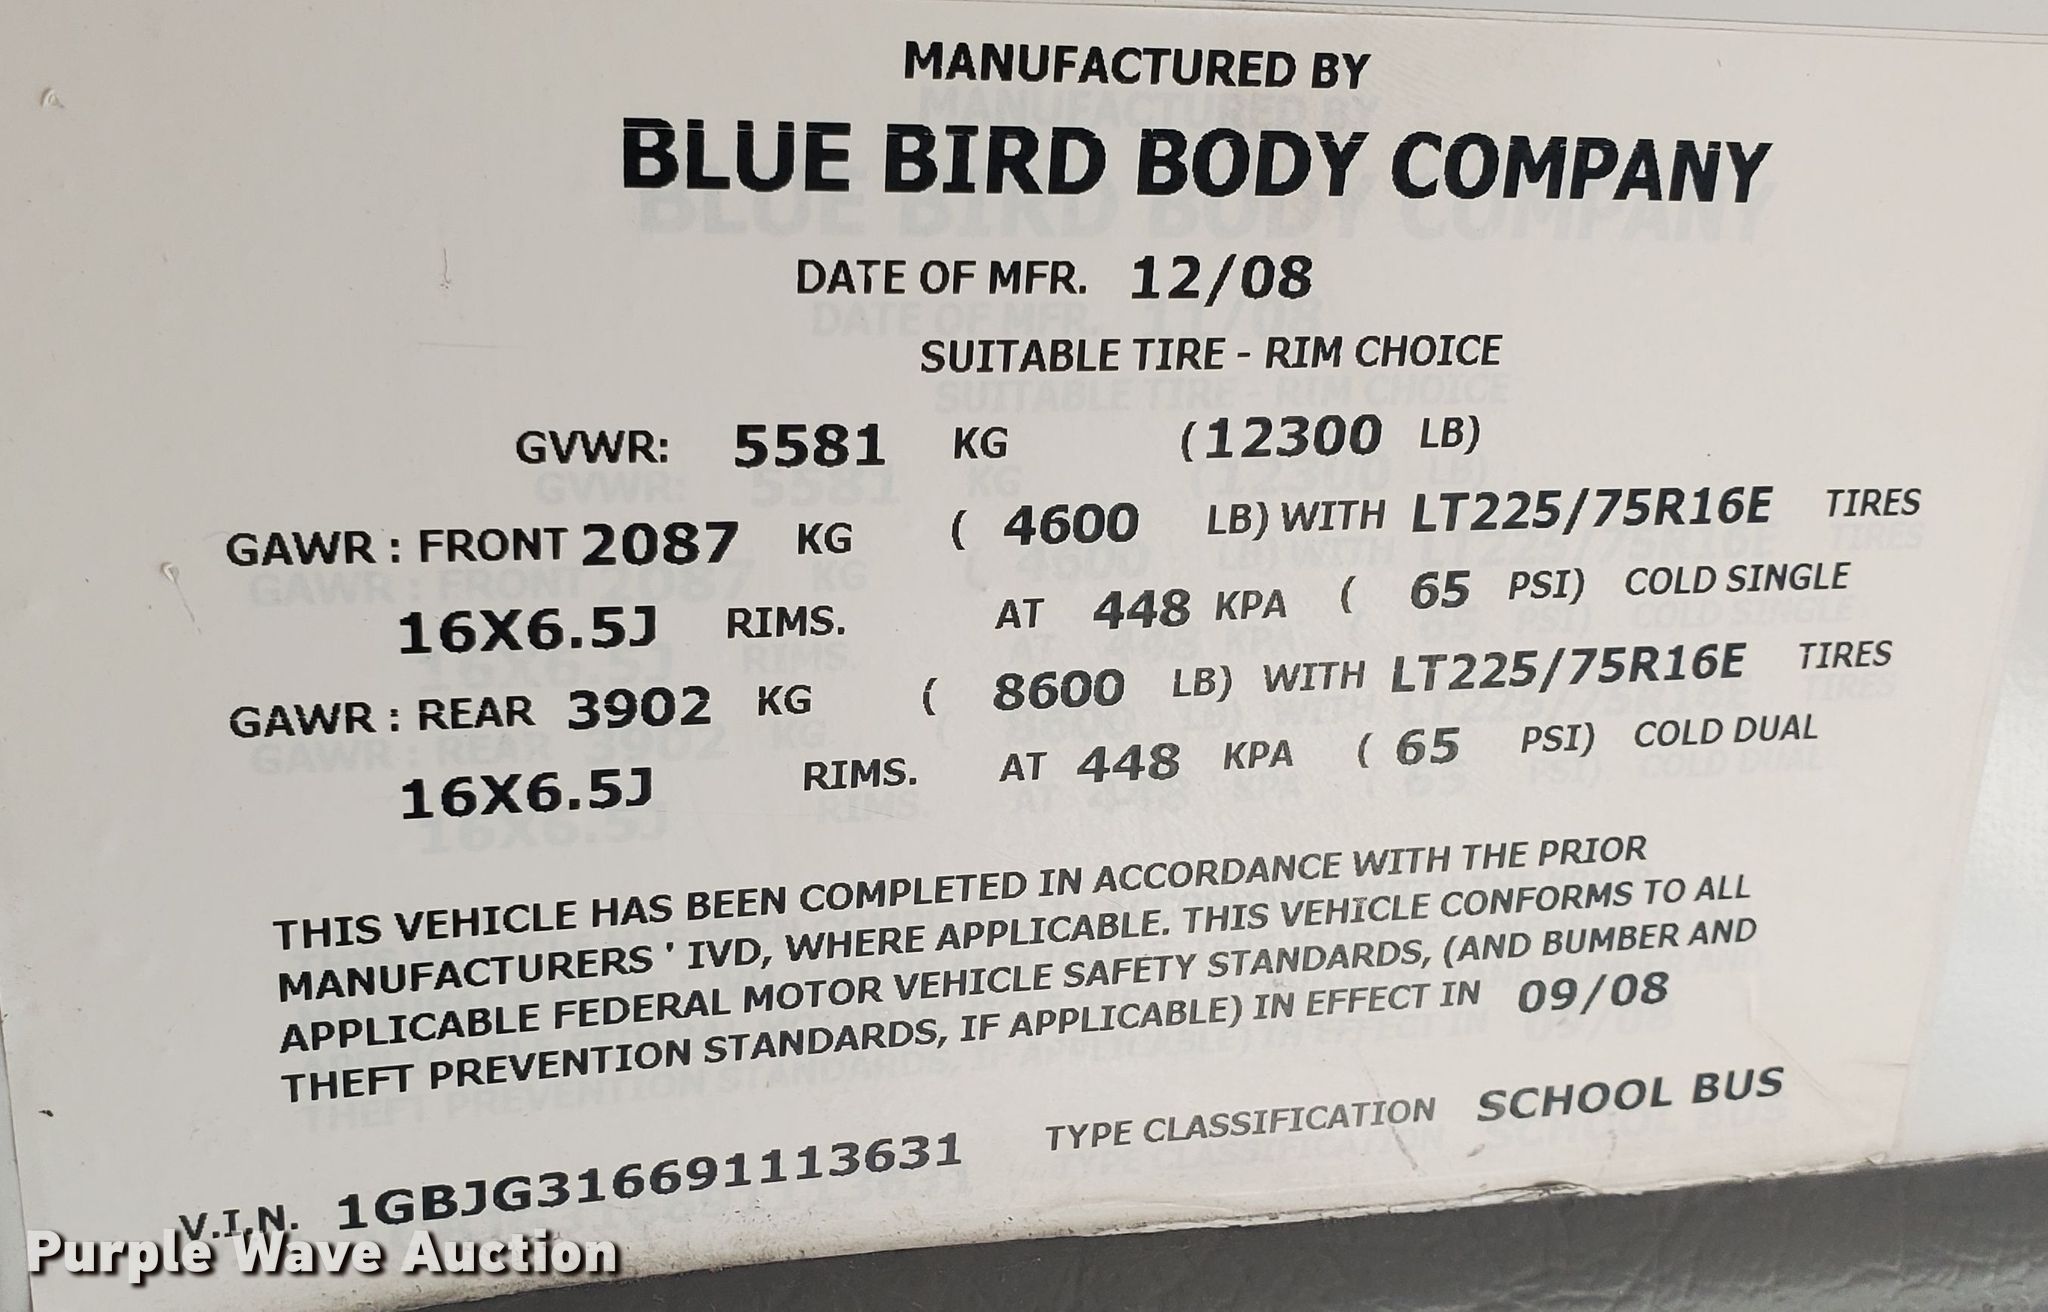 MANUFACTURED BY
BLUE BIRD BODY COMPANY
DATE OF MFR. 12/08
SUITABLE TIRE - RIM CHOICE
GVWR: 5581 KG (12300 LB)
GAWR : FRONT 2087 KG ( 4600 LB) WITH LT225/75R16E TIRES
16X6.5J RIMS. AT 448 KPA ( 65 PSI) COLD SINGLE
GAWR : REAR 3902 KG ( 8600 LB) WITH LT225/75R16E TIRES
16X6.5J RIMS. AT 448 KPA ( 65 PSI) COLD DUAL
THIS VEHICLE HAS BEEN COMPLETED IN ACCORDANCE WITH THE PRIOR
MANUFACTURERS ' IVD, WHERE APPLICABLE. THIS VEHICLE CONFORMS TO ALL
APPLICABLE FEDERAL MOTOR VEHICLE SAFETY STANDARDS, (AND BUMBER AND
THEFT PREVENTION STANDARDS, IF APPLICABLE) IN EFFECT IN 09/08
V.I.N. 1GBJG316691113631 TYPE CLASSIFICATION SCHOOL BUS
Purple Wave Auction